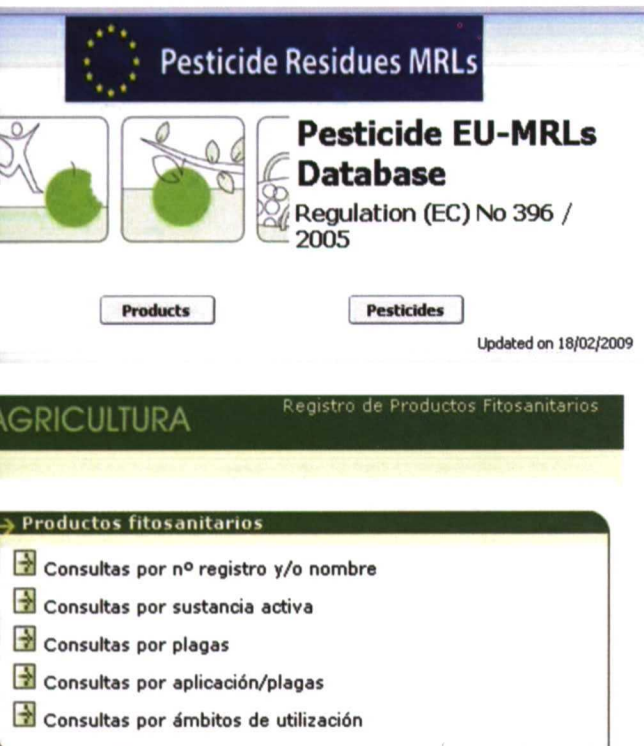 Pesticide Residues MRLs
Pesticide EU-MRLs
Database
Regulation (EC) No 396 /
2005
Products
Pesticides
Updated on 18/02/2009
AGRICULTURA
Registro de Productos Fitosanitarios
Productos fitosanitarios
Consultas por nº registro y/o nombre
Consultas por sustancia activa
Consultas por plagas
Consultas por aplicación/plagas
Consultas por ámbitos de utilización